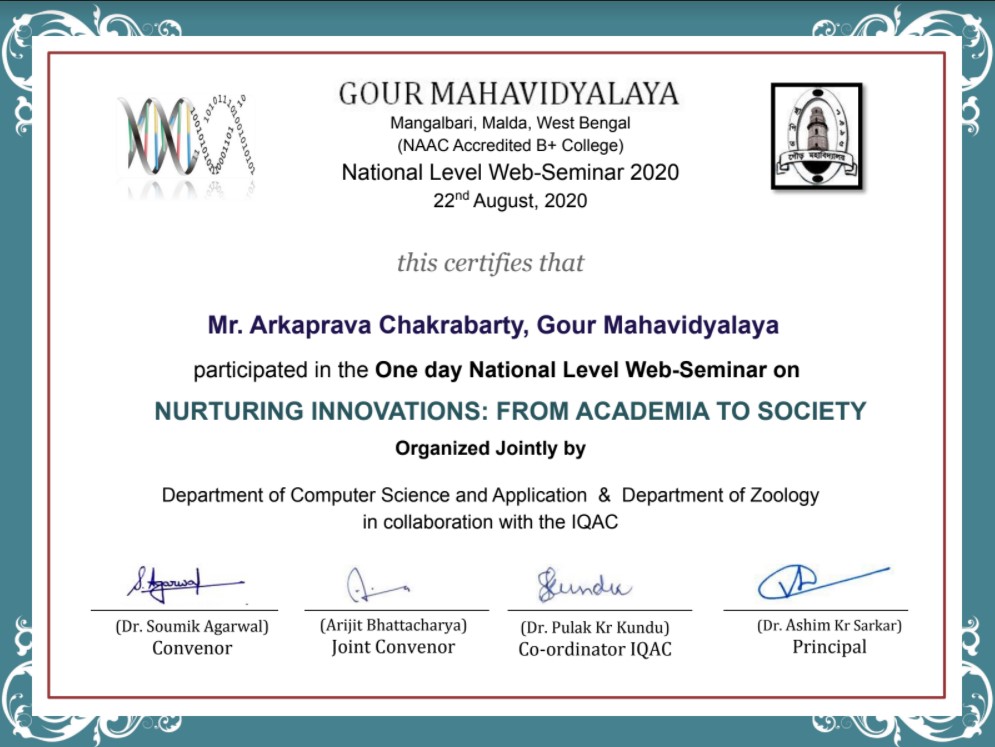 GOUR MAHAVIDYALAYA
Mangalbari, Malda, West Bengal
(NAAC Accredited B+ College)
National Level Web-Seminar 2020
22nd August, 2020
গৌড় মহাবিদ্যালয়
this certifies that
Mr. Arkaprava Chakrabarty, Gour Mahavidyalaya
participated in the One day National Level Web-Seminar on
NURTURING INNOVATIONS: FROM ACADEMIA TO SOCIETY
Organized Jointly by
Department of Computer Science and Application & Department of Zoology
in collaboration with the IQAC
S. Agarwal
Kundu
(Dr. Soumik Agarwal) (Arijit Bhattacharya) (Dr. Pulak Kr Kundu) (Dr. Ashim Kr Sarkar)
Convenor Joint Convenor Co-ordinator IQAC Principal